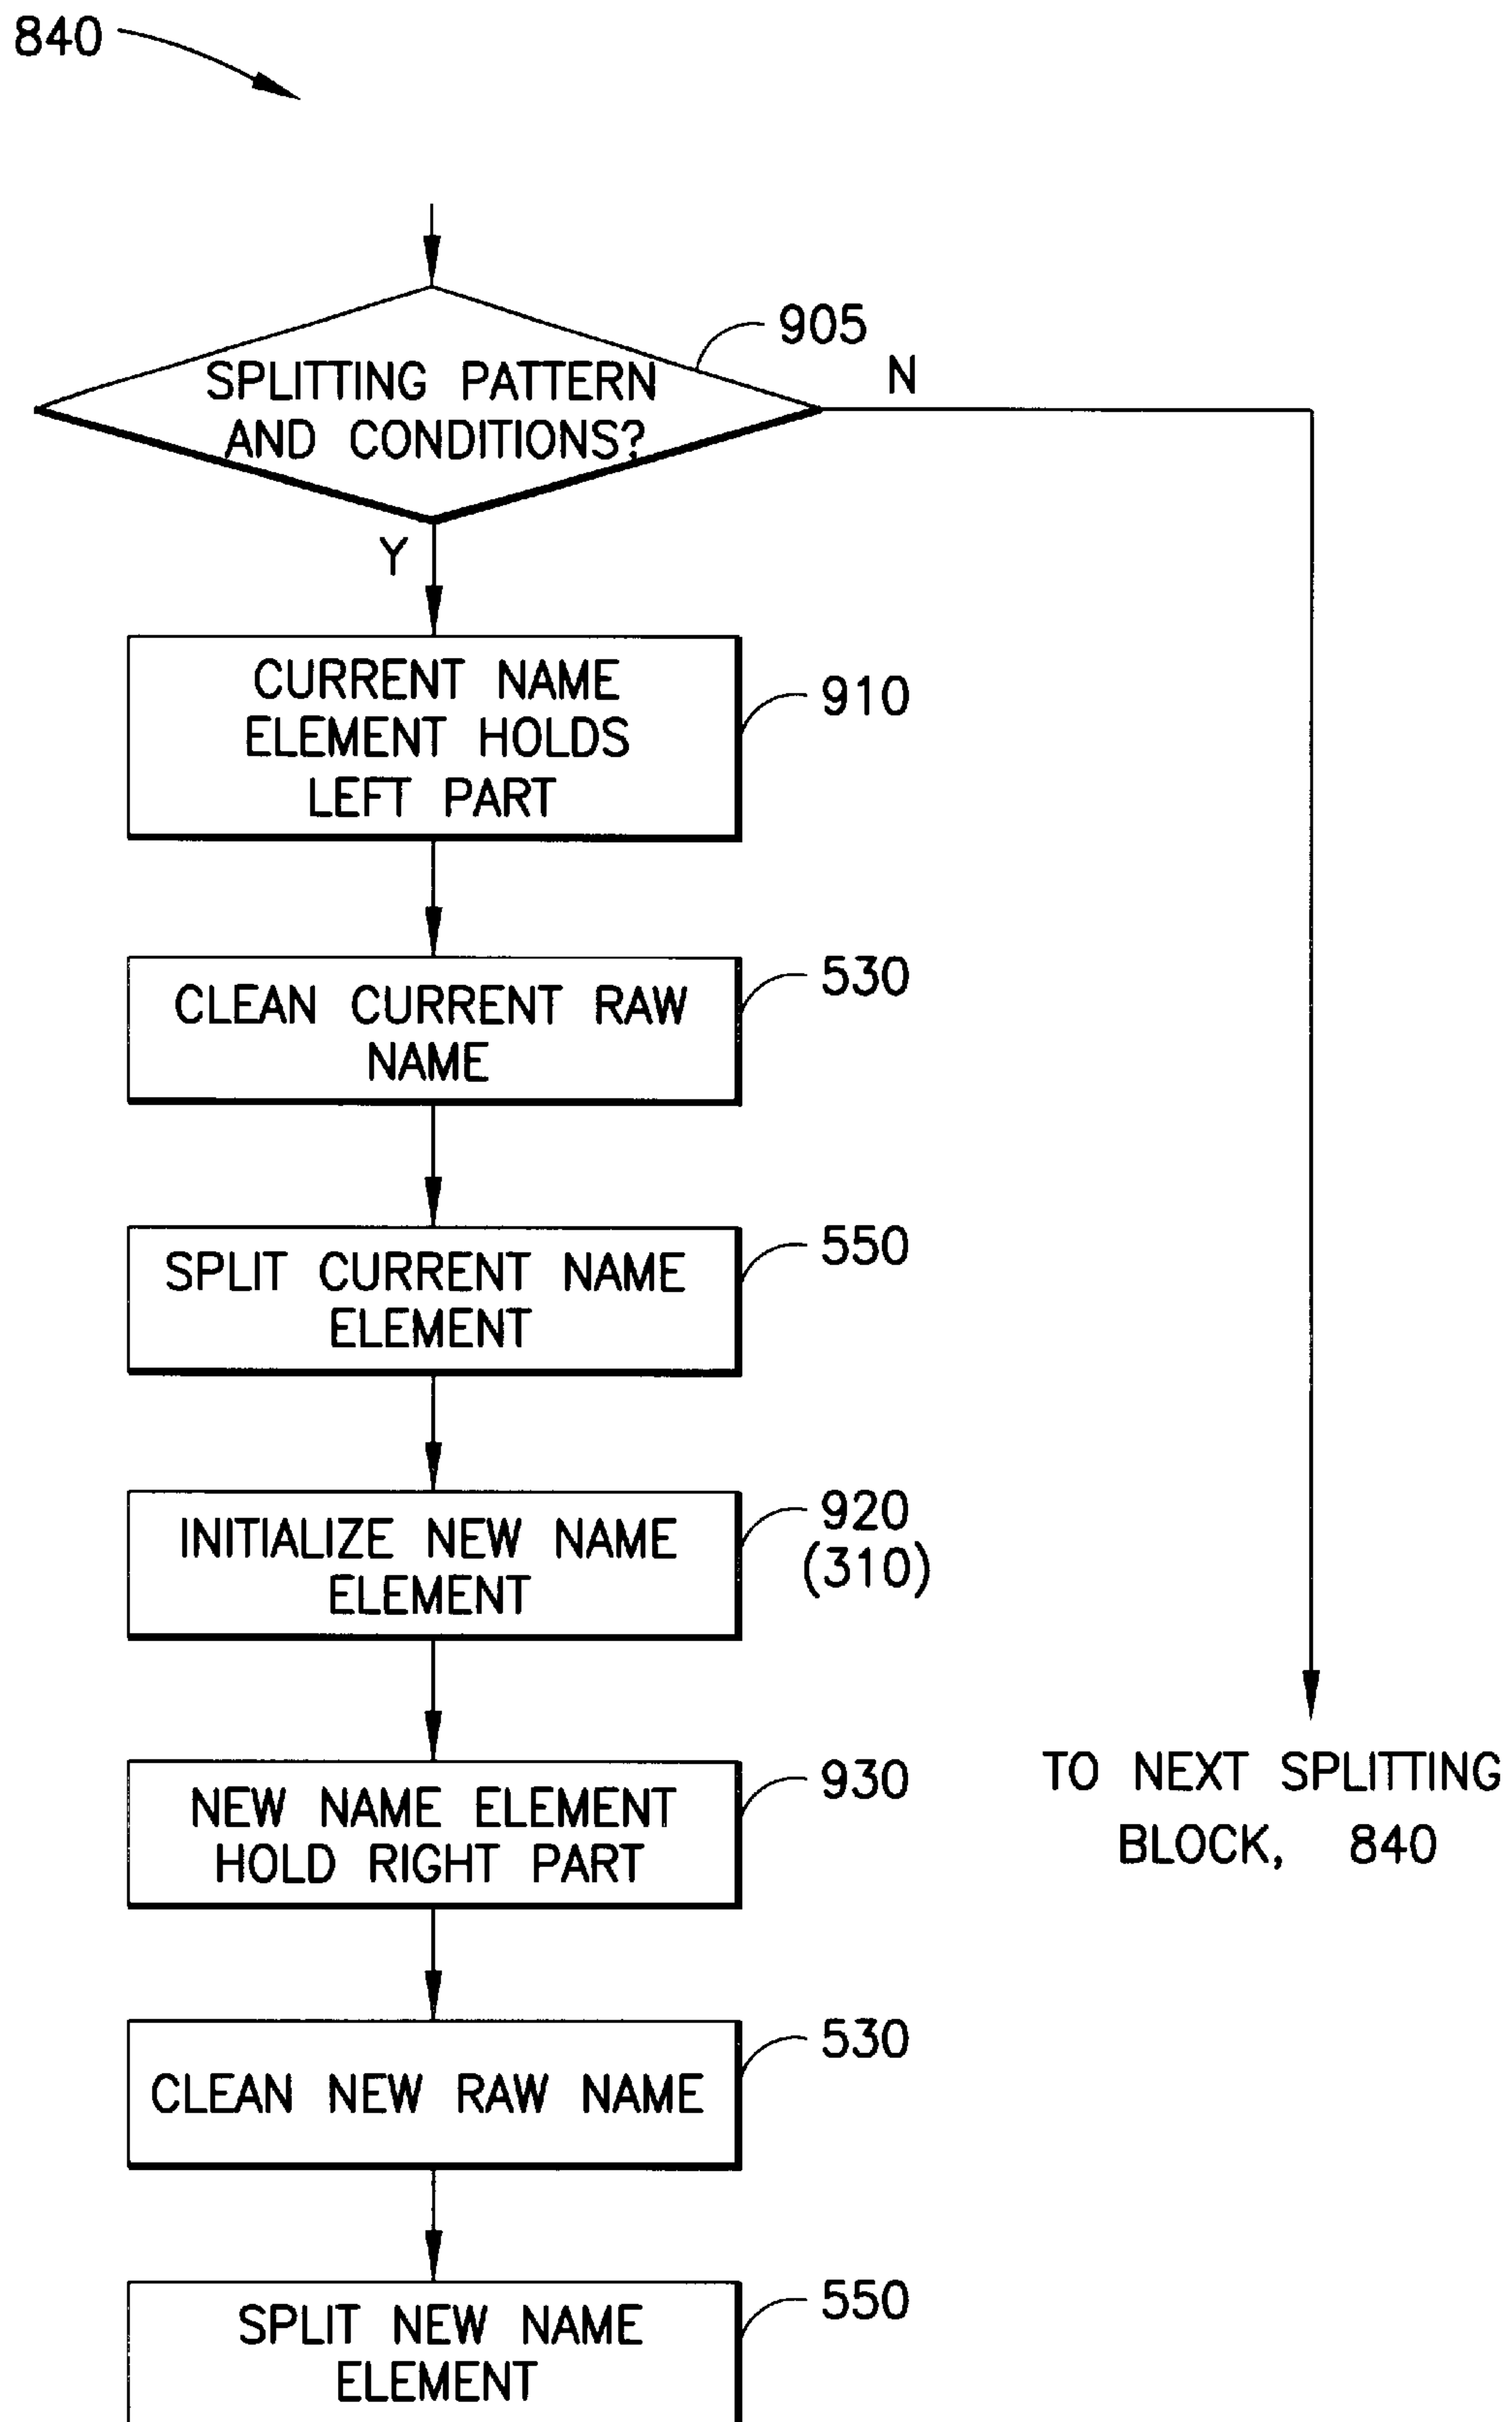 840
905
SPLITTING PATTERN
AND CONDITIONS?
N
Y
CURRENT NAME
ELEMENT HOLDS
LEFT PART
910
CLEAN CURRENT RAW
NAME
530
SPLIT CURRENT NAME
ELEMENT
550
INITIALIZE NEW NAME
ELEMENT
920
(310)
NEW NAME ELEMENT
HOLD RIGHT PART
930
TO NEXT SPLITTING
BLOCK, 840
CLEAN NEW RAW NAME
530
SPLIT NEW NAME
ELEMENT
550